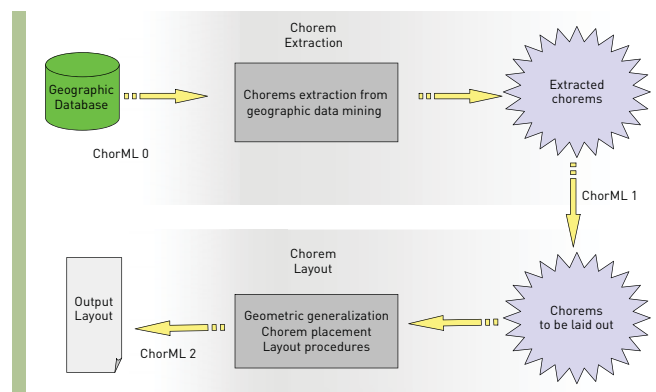 Chorem
Extraction
Geographic
Database
Chorems extraction from
geographic data mining
Extracted
chorems
ChorML 0
ChorML 1
Chorem
Layout
Output
Layout
Geometric generalization
Chorem placement
Layout procedures
Chorems
to be laid out
ChorML 2